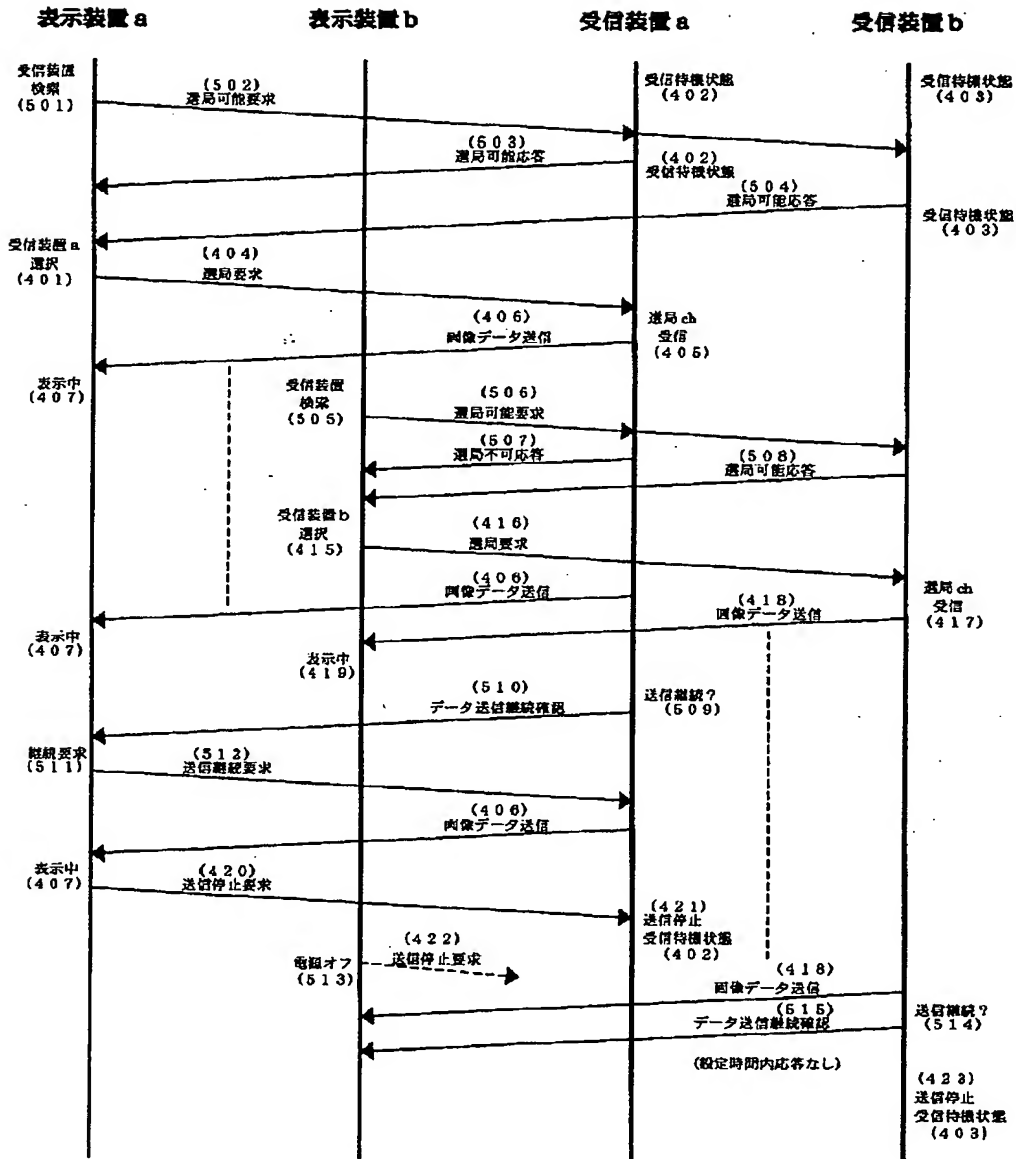 表示装置a 表示装置b 受信装置a 受信装置b
受信装置
検索
(501)
(502)
選局可能要求
受信待機状態
(402)
受信待機状態
(403)
(503)
選局可能応答
(402)
受信待機状態
(504)
選局可能応答
受信待機状態
(403)
受信装置a
選択
(401)
(404)
選局要求
(406)
画像データ送信
選局ch
受信
(405)
表示中
(407)
受信装置
検索
(505)
(506)
選局可能要求
(507)
選局不可応答
(508)
選局可能応答
受信装置b
選択
(415)
(416)
選局要求
(406)
画像データ送信
選局ch
受信
(417)
(418)
画像データ送信
表示中
(407)
表示中
(419)
(510)
データ送信継続確認
送信継続?
(509)
継続要求
(511)
(512)
送信継続要求
(406)
画像データ送信
表示中
(407)
(420)
送信停止要求
(421)
送信停止
受信待機状態
(402)
電源オフ
(513)
(422)
送信停止要求
(418)
画像データ送信
(515)
データ送信継続確認
送信継続?
(514)
(設定時間内応答なし)
(423)
送信停止
受信待機状態
(403)